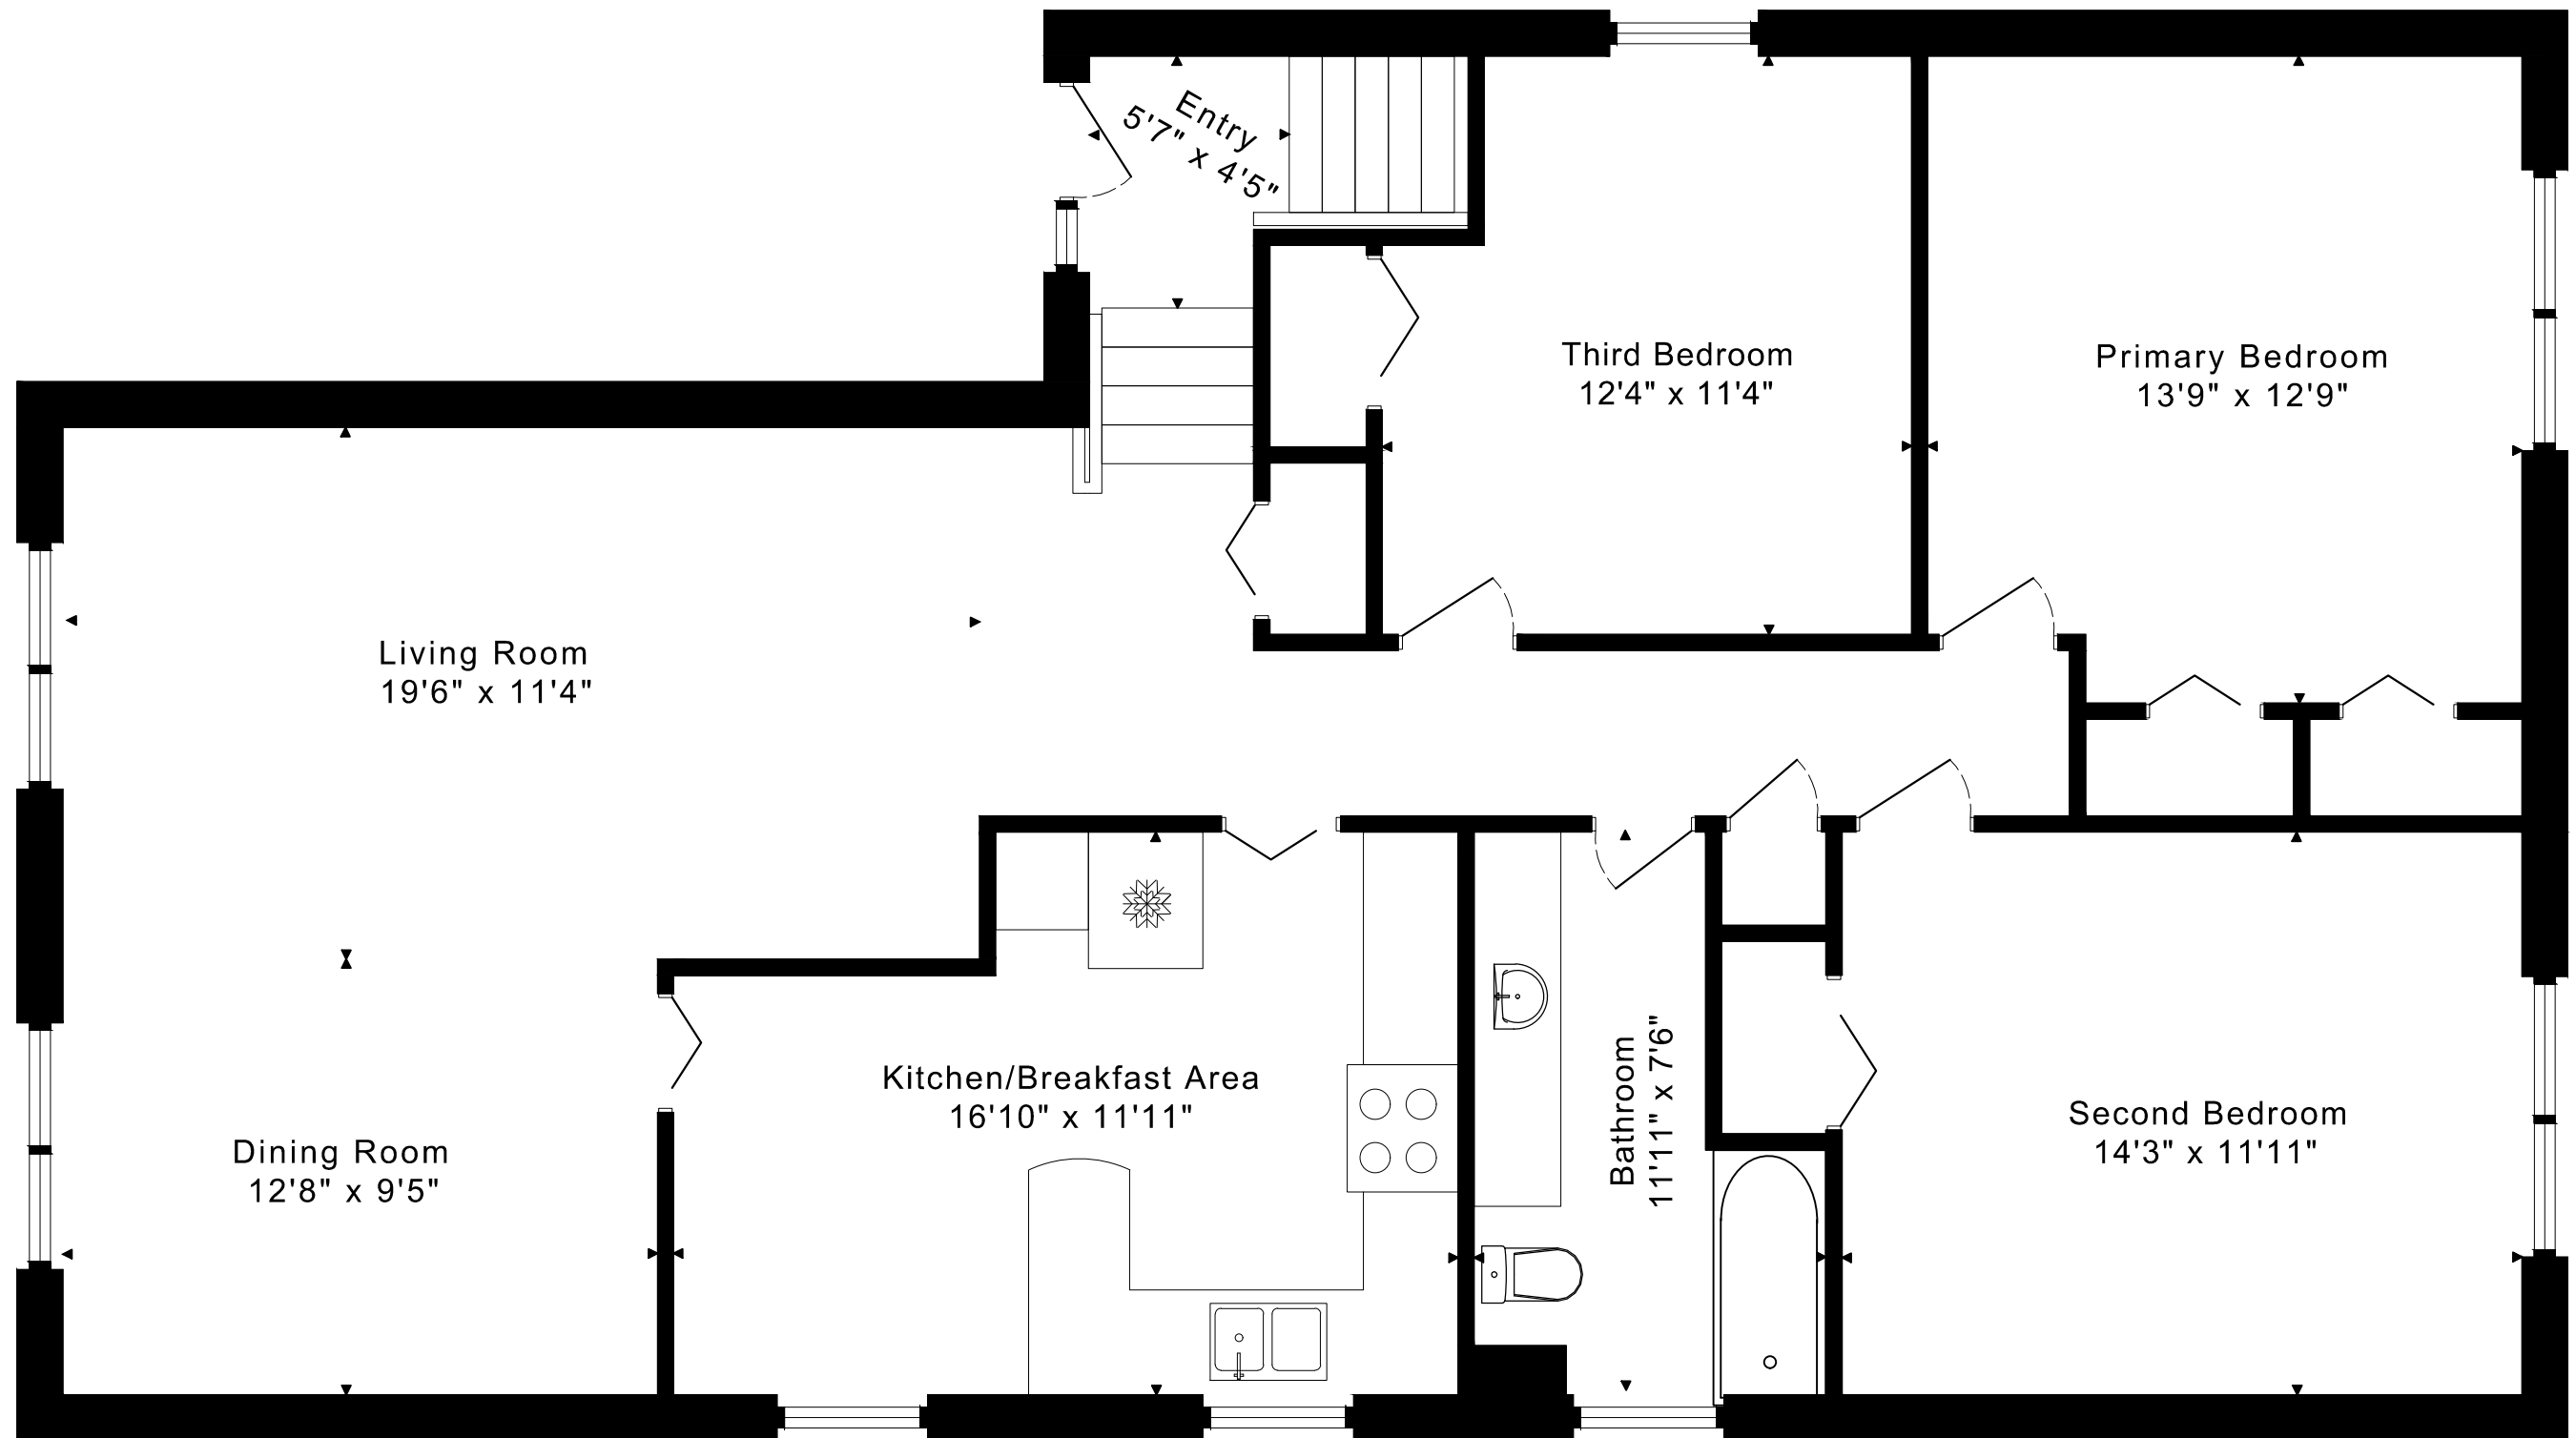 Entry
5'7" x 4'5"
Third Bedroom
12'4" x 11'4"
Primary Bedroom
13'9" x 12'9"
Living Room
19'6" x 11'4"
Kitchen/Breakfast Area
16'10" x 11'11"
Bathroom
11'11" x 7'6"
Second Bedroom
14'3" x 11'11"
Dining Room
12'8" x 9'5"